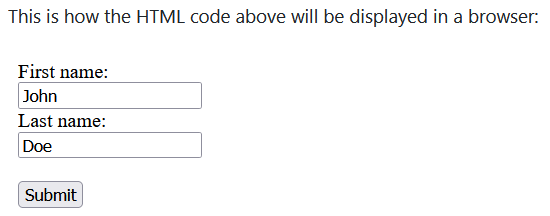 This is how the HTML code above will be displayed in a browser:
First name:
John
Last name:
Doe
Submit